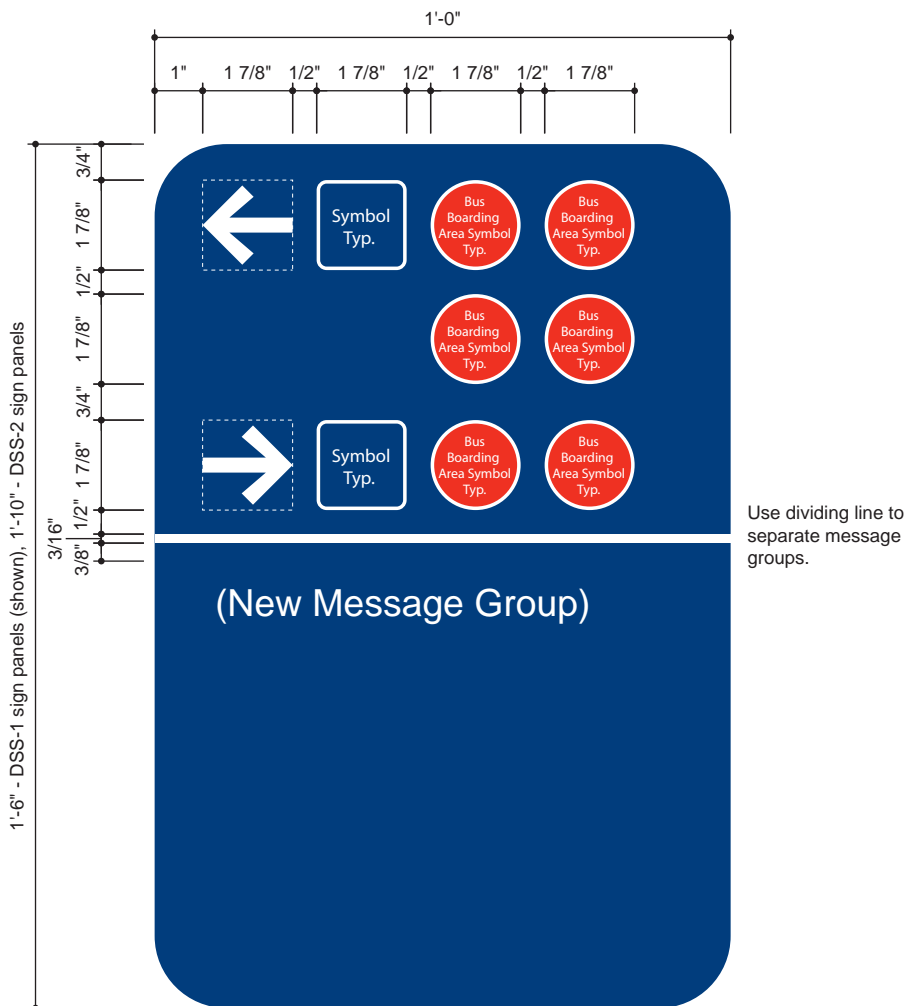 1'-0"
1" 1 7/8" 1/2" 1 7/8" 1/2" 1 7/8" 1/2" 1 7/8"
1'-6" - DSS-1 sign panels (shown), 1'-10" - DSS-2 sign panels
3/4"
1 7/8"
1/2"
1 7/8"
3/4"
1 7/8"
1/2"
3/16"
3/8"
Symbol
Typ.
Bus
Boarding
Area Symbol
Typ.
Bus
Boarding
Area Symbol
Typ.
Bus
Boarding
Area Symbol
Typ.
Bus
Boarding
Area Symbol
Typ.
Symbol
Typ.
Bus
Boarding
Area Symbol
Typ.
Bus
Boarding
Area Symbol
Typ.
Use dividing line to
separate message
groups.
(New Message Group)